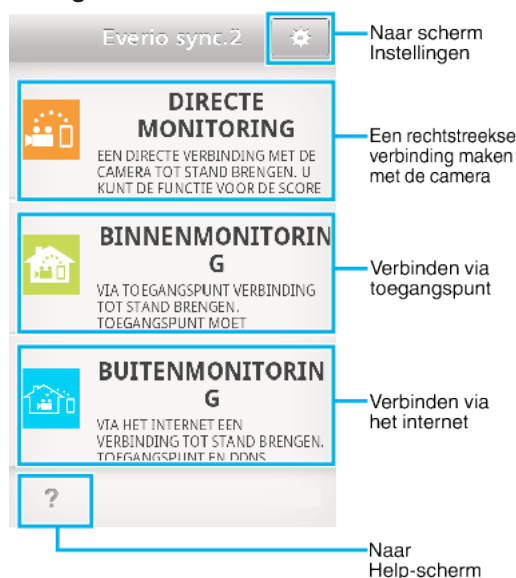 Everio sync.2
Naar scherm
Instellingen
DIRECTE
MONITORING
EEN DIRECTE VERBINDING MET DE
CAMERA TOT STAND BRENGEN. U
KUNT DE FUNCTIE VOOR DE SCORE
Een rechtstreekse
verbinding maken
met de camera
BINNENMONITORIN
G
VIA TOEGANGSPUNT VERBINDING
TOT STAND BRENGEN.
TOEGANGSPUNT MOET
Verbinden via
toegangspunt
BUITENMONITORIN
G
VIA HET INTERNET EEN
VERBINDING TOT STAND BRENGEN.
TOEGANGSPUNT EN DDNS
Verbinden via
het internet
?
Naar
Help-scherm